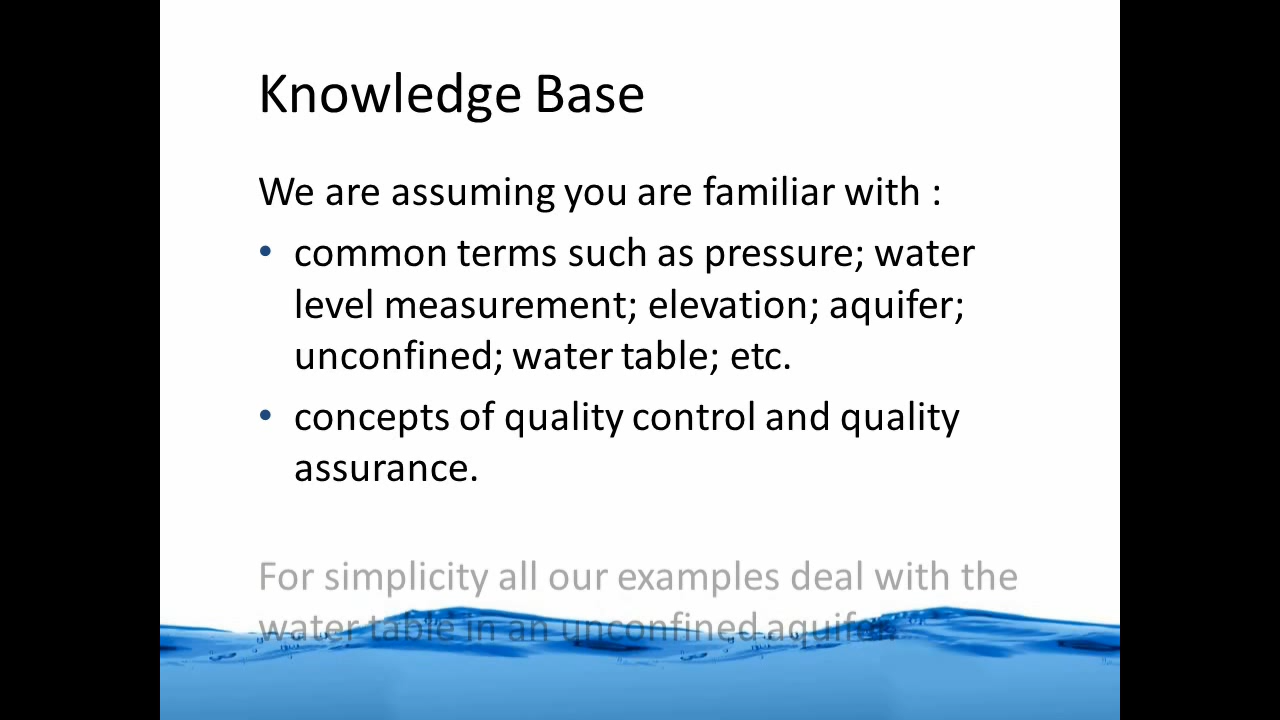 Knowledge Base
We are assuming you are familiar with :
• common terms such as pressure; water
level measurement; elevation; aquifer;
unconfined; water table; etc.
• concepts of quality control and quality
assurance.
For simplicity all our examples deal with the
water table in an unconfined aquifer.